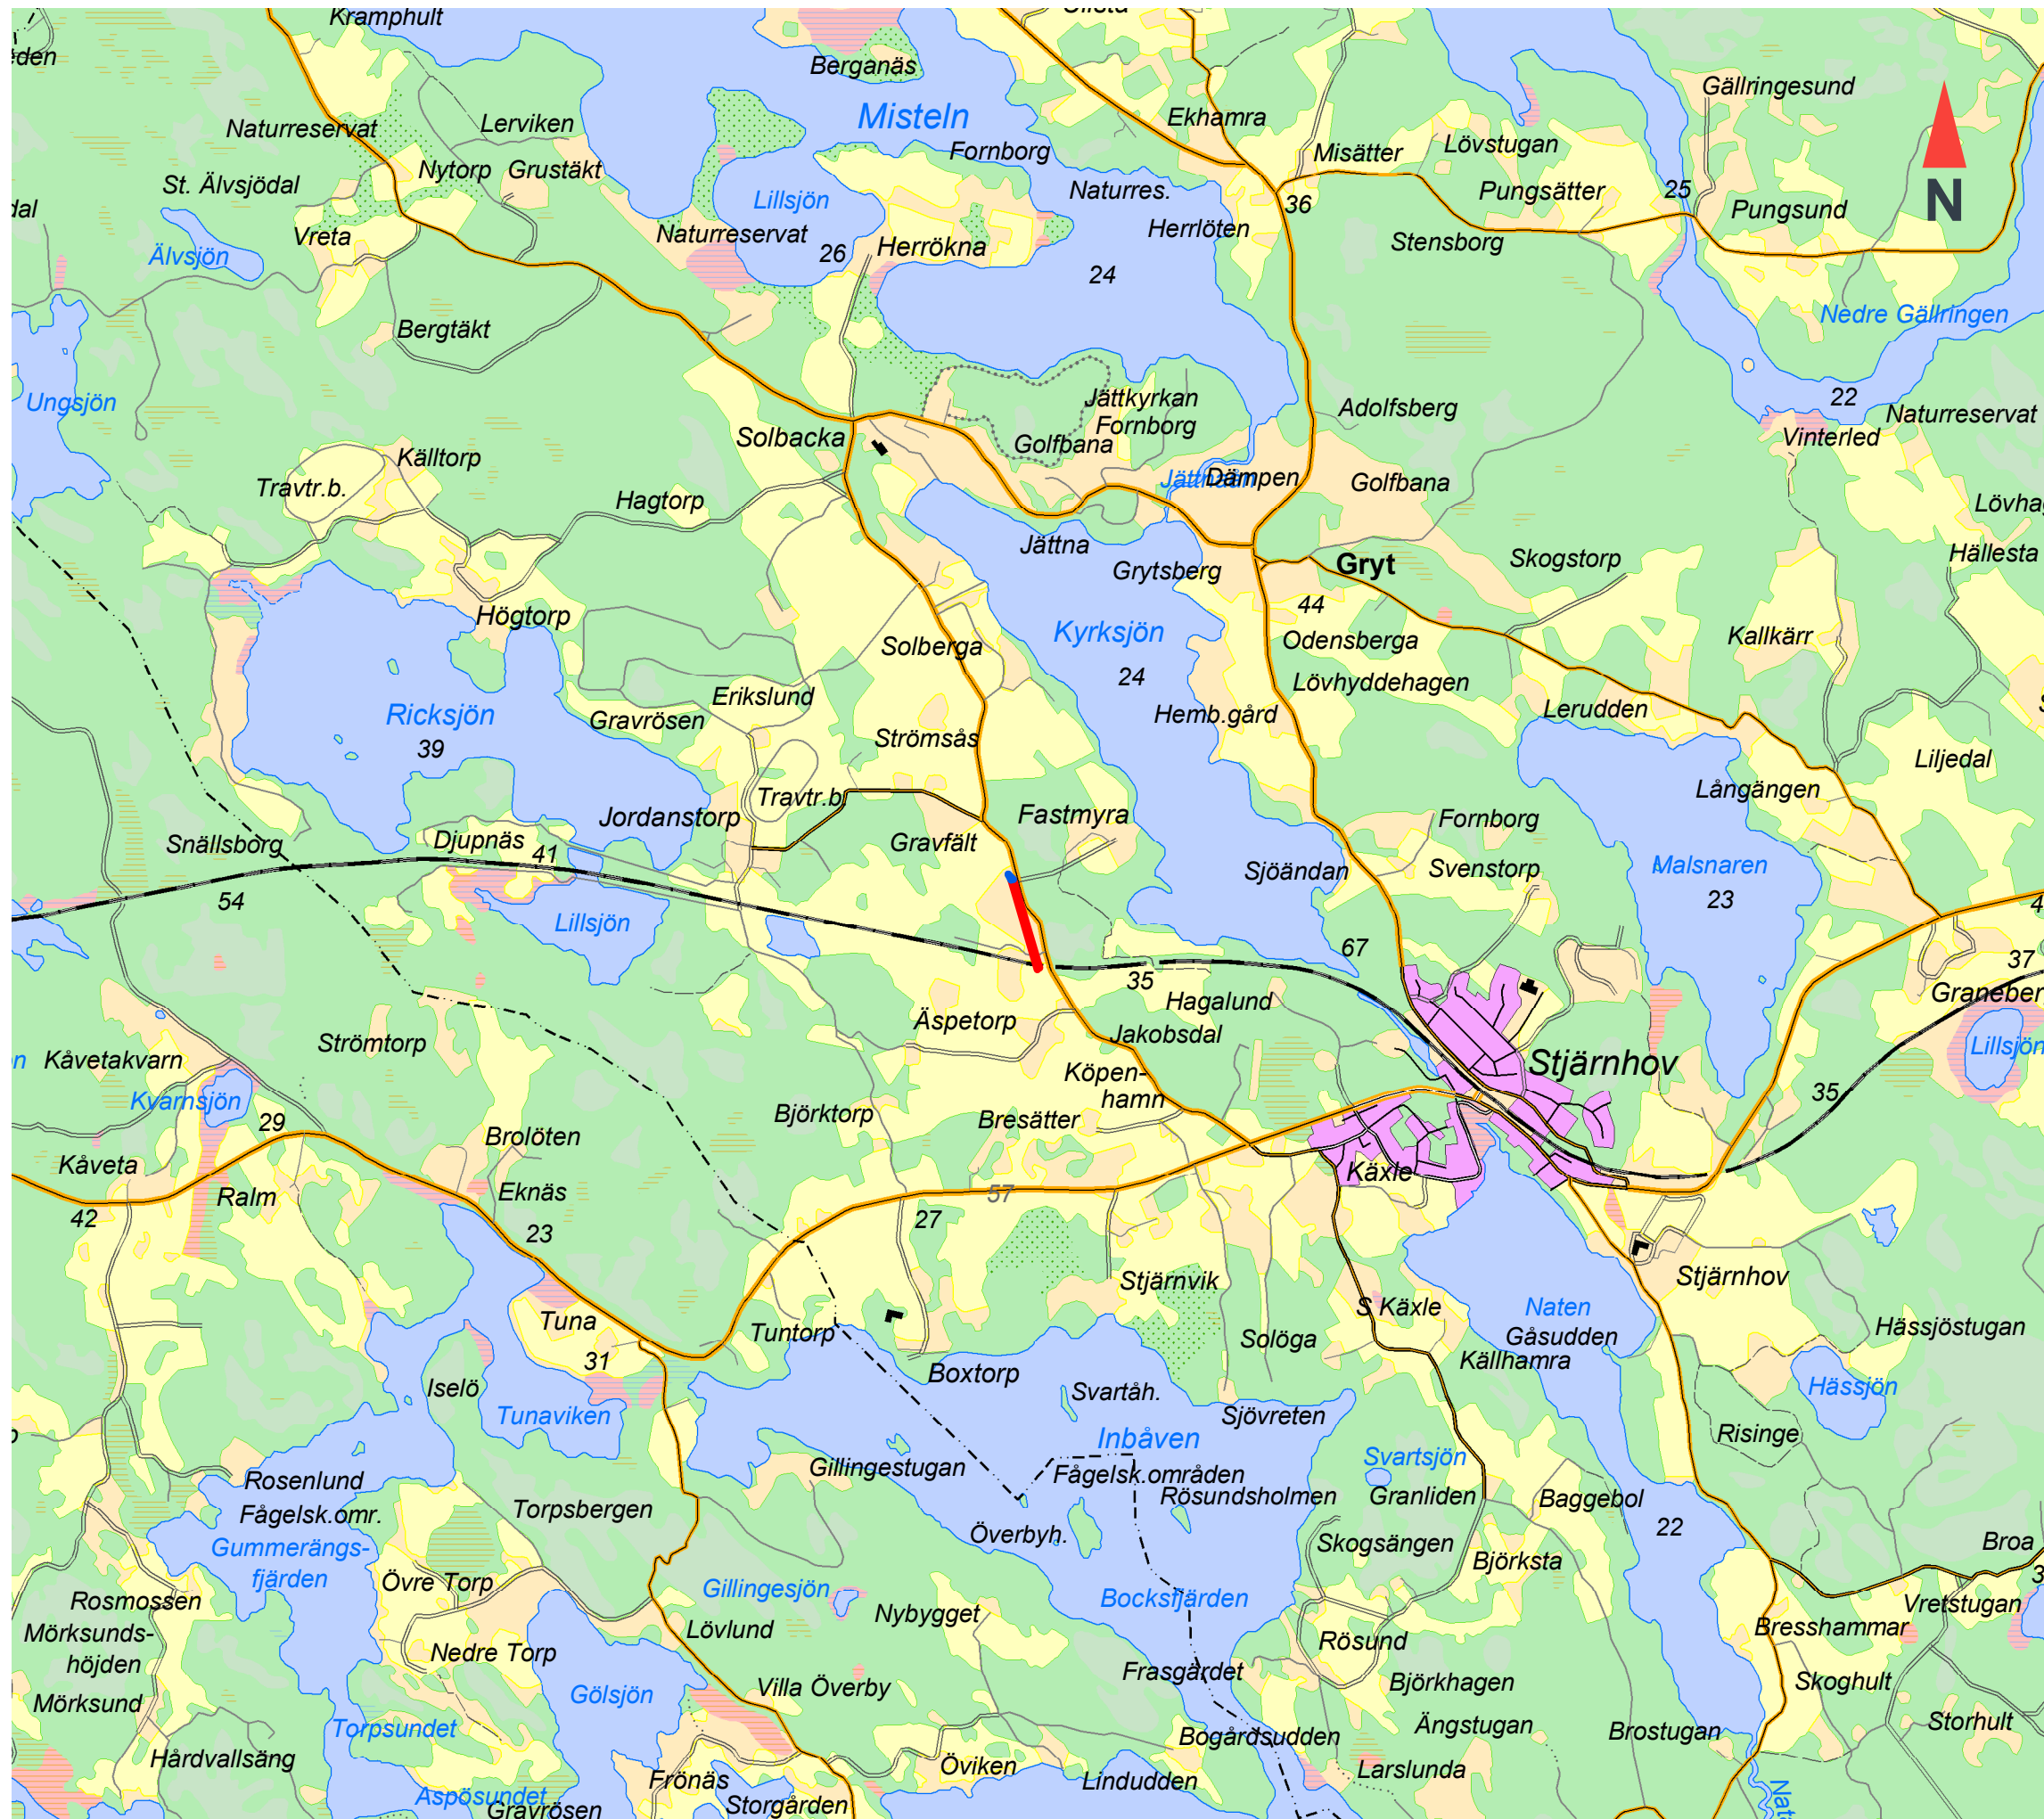 Kramphult
Berganäs
Misteln
Gällringesund
N
Naturreservat
Lerviken
Ekhamra
Fornborg
Misätter
Lövstugan
Nytorp
Grustäkt
St. Älvsjödal
Lillsjön
Naturres.
36
Pungsätter
25
Pungsund
Vreta
Naturreservat
26
Herrökna
Herrlöten
Stensborg
Älvsjön
24
Bergtäkt
Nedre Gällringen
Ungsjön
Jättkyrkan
Fornborg
Adolfsberg
22
Naturreservat
Solbacka
Golfbana
Vinterled
Källtorp
Travtr.b.
Hagtorp
Dämpen
Golfbana
Jättna
Grytsberg
Gryt
Skogstorp
Hällesta
Högtorp
44
Kyrksjön
Odensberga
Kallkärr
Solberga
24
Lövhyddehagen
Erikslund
Gravrösen
Ricksjön
39
Hemb.gård
Lerudden
Strömsås
Liljedal
Långängen
Travtr.b.
Jordanstorp
Fastmyra
Fornborg
Snällsborg
Djupnäs
41
Gravfält
Sjöändan
Svenstorp
Malsnaren
23
54
Lillsjön
67
37
35
Hagalund
Äspetorp
Jakobsdal
Strömtorp
Kåvetakvarn
Stjärnhov
Lillsjön
Köpen-
hamn
35
Kvarnsjön
29
Björktorp
Bresätter
Brolöten
Kåveta
Käxle
Ralm
Eknäs
57
42
23
27
Stjärnvik
Stjärnhov
Tuna
Tuntorp
S Käxle
Naten
Gåsudden
Hässjöstugan
31
Solöga
Källhamra
Iselö
Boxtorp
Svartåh.
Hässjön
Tunaviken
Sjövreten
Inbåven
Risinge
Svartsjön
Rosenlund
Gillingestugan
Fågelsk.områden
Rösundsholmen
Granliden
Baggebol
Fågelsk.omr.
Torpsbergen
Överbyh.
22
Gummerängs-
fjärden
Skogsängen
Broa
Övre Torp
Björksta
Gillingesjön
Bocksfjärden
Rosmossen
Nybygget
Vretstugan
Mörksunds-
höjden
Lövlund
Bresshammar
Rösund
Nedre Torp
Frasgärdet
Skoghult
Mörksund
Gölsjön
Villa Överby
Björkhagen
Torpsundet
Ängstugan
Brostugan
Storhult
Bogårdsudden
Hårdvallsäng
Öviken
Larslunda
Frönäs
Lindudden
Aspösundet
Gravrösen
Storgården